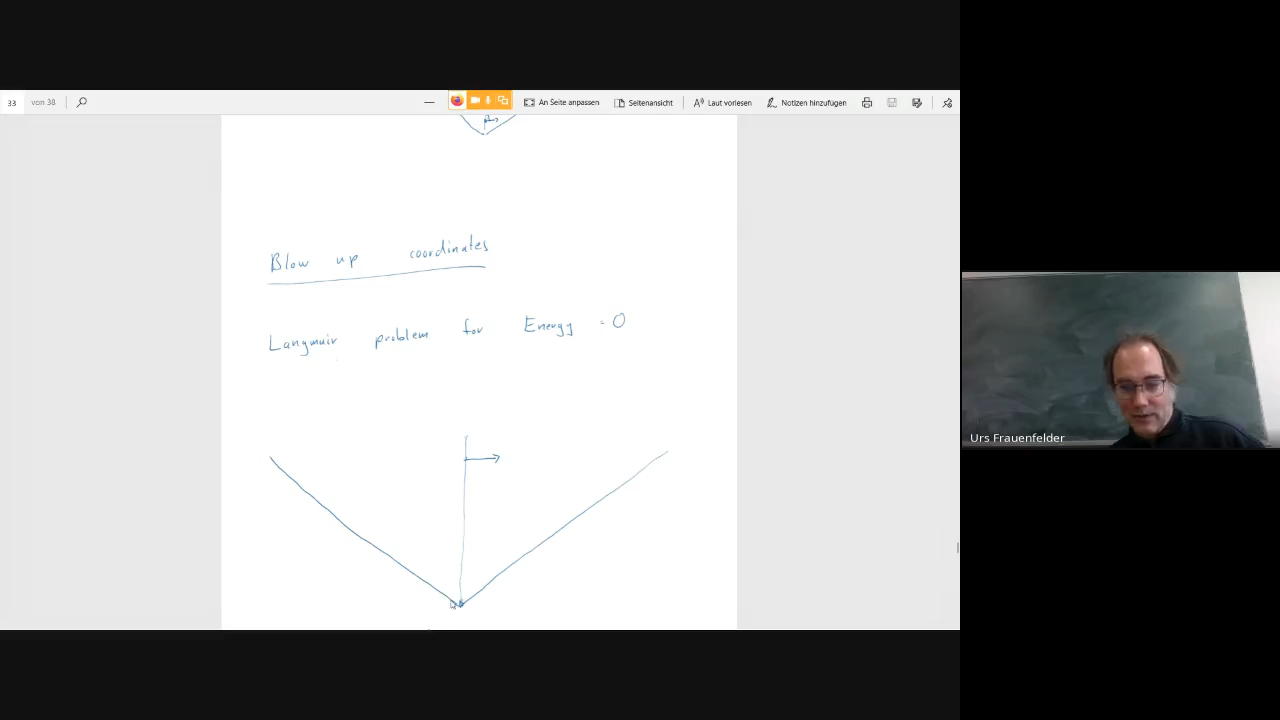 33 von 38 An Seite anpassen Seitenansicht Laut vorlesen Notizen hinzufügen
Blow up coordinates
Langmuir problem for Energy = 0
Urs Frauenfelder